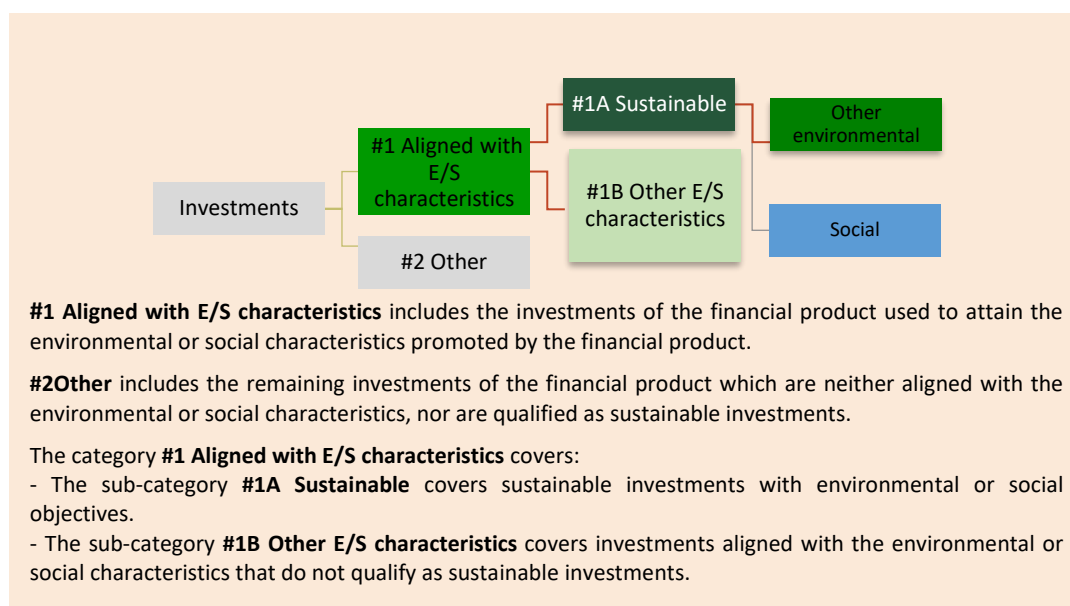 Investments
#1 Aligned with
E/S
characteristics
#2 Other
#1A Sustainable
#1B Other E/S
characteristics
Other
environmental
Social
#1 Aligned with E/S characteristics includes the investments of the financial product used to attain the
environmental or social characteristics promoted by the financial product.
#2Other includes the remaining investments of the financial product which are neither aligned with the
environmental or social characteristics, nor are qualified as sustainable investments.
The category #1 Aligned with E/S characteristics covers:
- The sub-category #1A Sustainable covers sustainable investments with environmental or social
objectives.
- The sub-category #1B Other E/S characteristics covers investments aligned with the environmental or
social characteristics that do not qualify as sustainable investments.